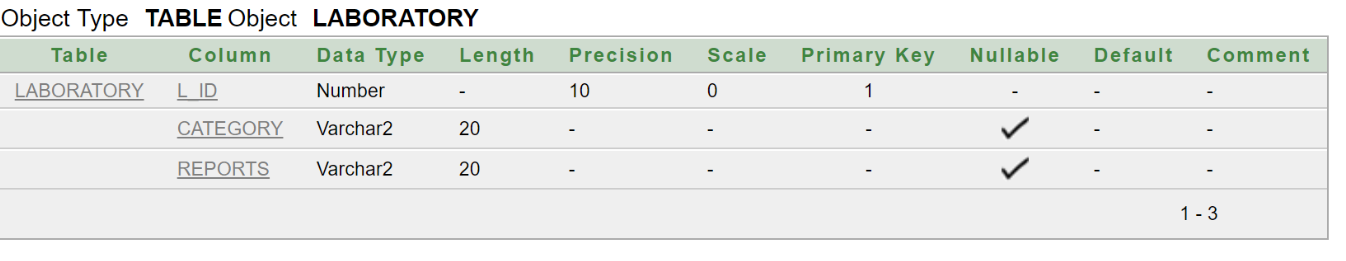 Object Type TABLE Object LABORATORY
Table Column Data Type Length Precision Scale Primary Key Nullable Default Comment
LABORATORY L_ID Number - 10 0 1 - - -
CATEGORY Varchar2 20 - - - ✓ - -
REPORTS Varchar2 20 - - - ✓ - -
1 - 3